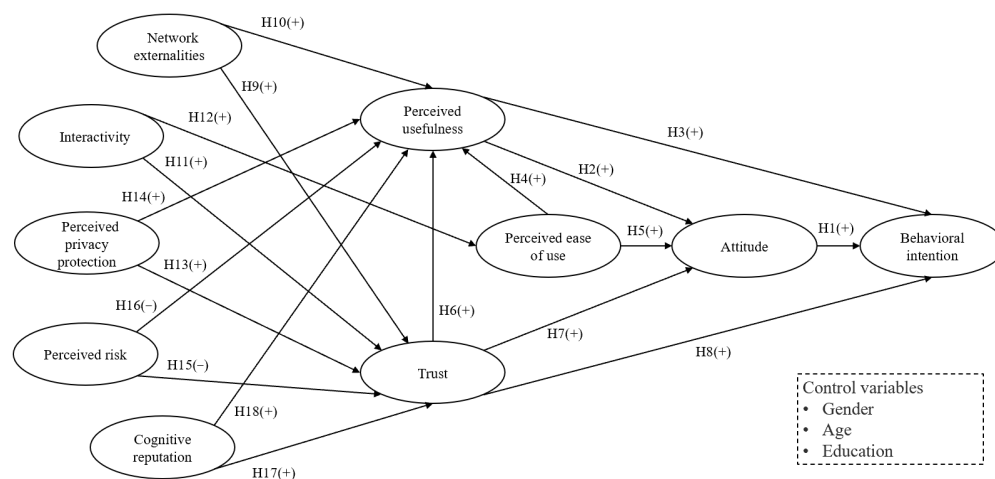 H10(+)
Network
externalities
H9(+)
H12(+)
Perceived
usefulness
H3(+)
Interactivity
H11(+)
H2(+)
H4(+)
H14(+)
Perceived
privacy
protection
Perceived ease
of use
H5(+)
Attitude
H1(+)
Behavioral
intention
H13(+)
H16(−)
H6(+)
H7(+)
Perceived risk
H15(−)
Trust
H8(+)
H18(+)
Cognitive
reputation
H17(+)
Control variables
• Gender
• Age
• Education